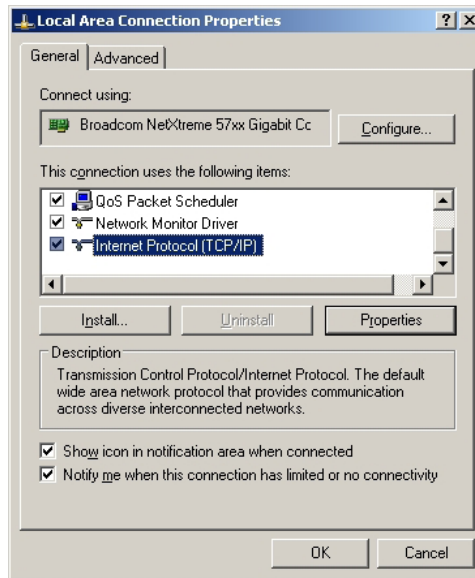 Local Area Connection Properties
General Advanced
Connect using:
Broadcom NetXtreme 57xx Gigabit Cc
Configure...
This connection uses the following items:
QoS Packet Scheduler
Network Monitor Driver
Internet Protocol (TCP/IP)
Install... Uninstall Properties
Description
Transmission Control Protocol/Internet Protocol. The default
wide area network protocol that provides communication
across diverse interconnected networks.
Show icon in notification area when connected
Notify me when this connection has limited or no connectivity
OK Cancel